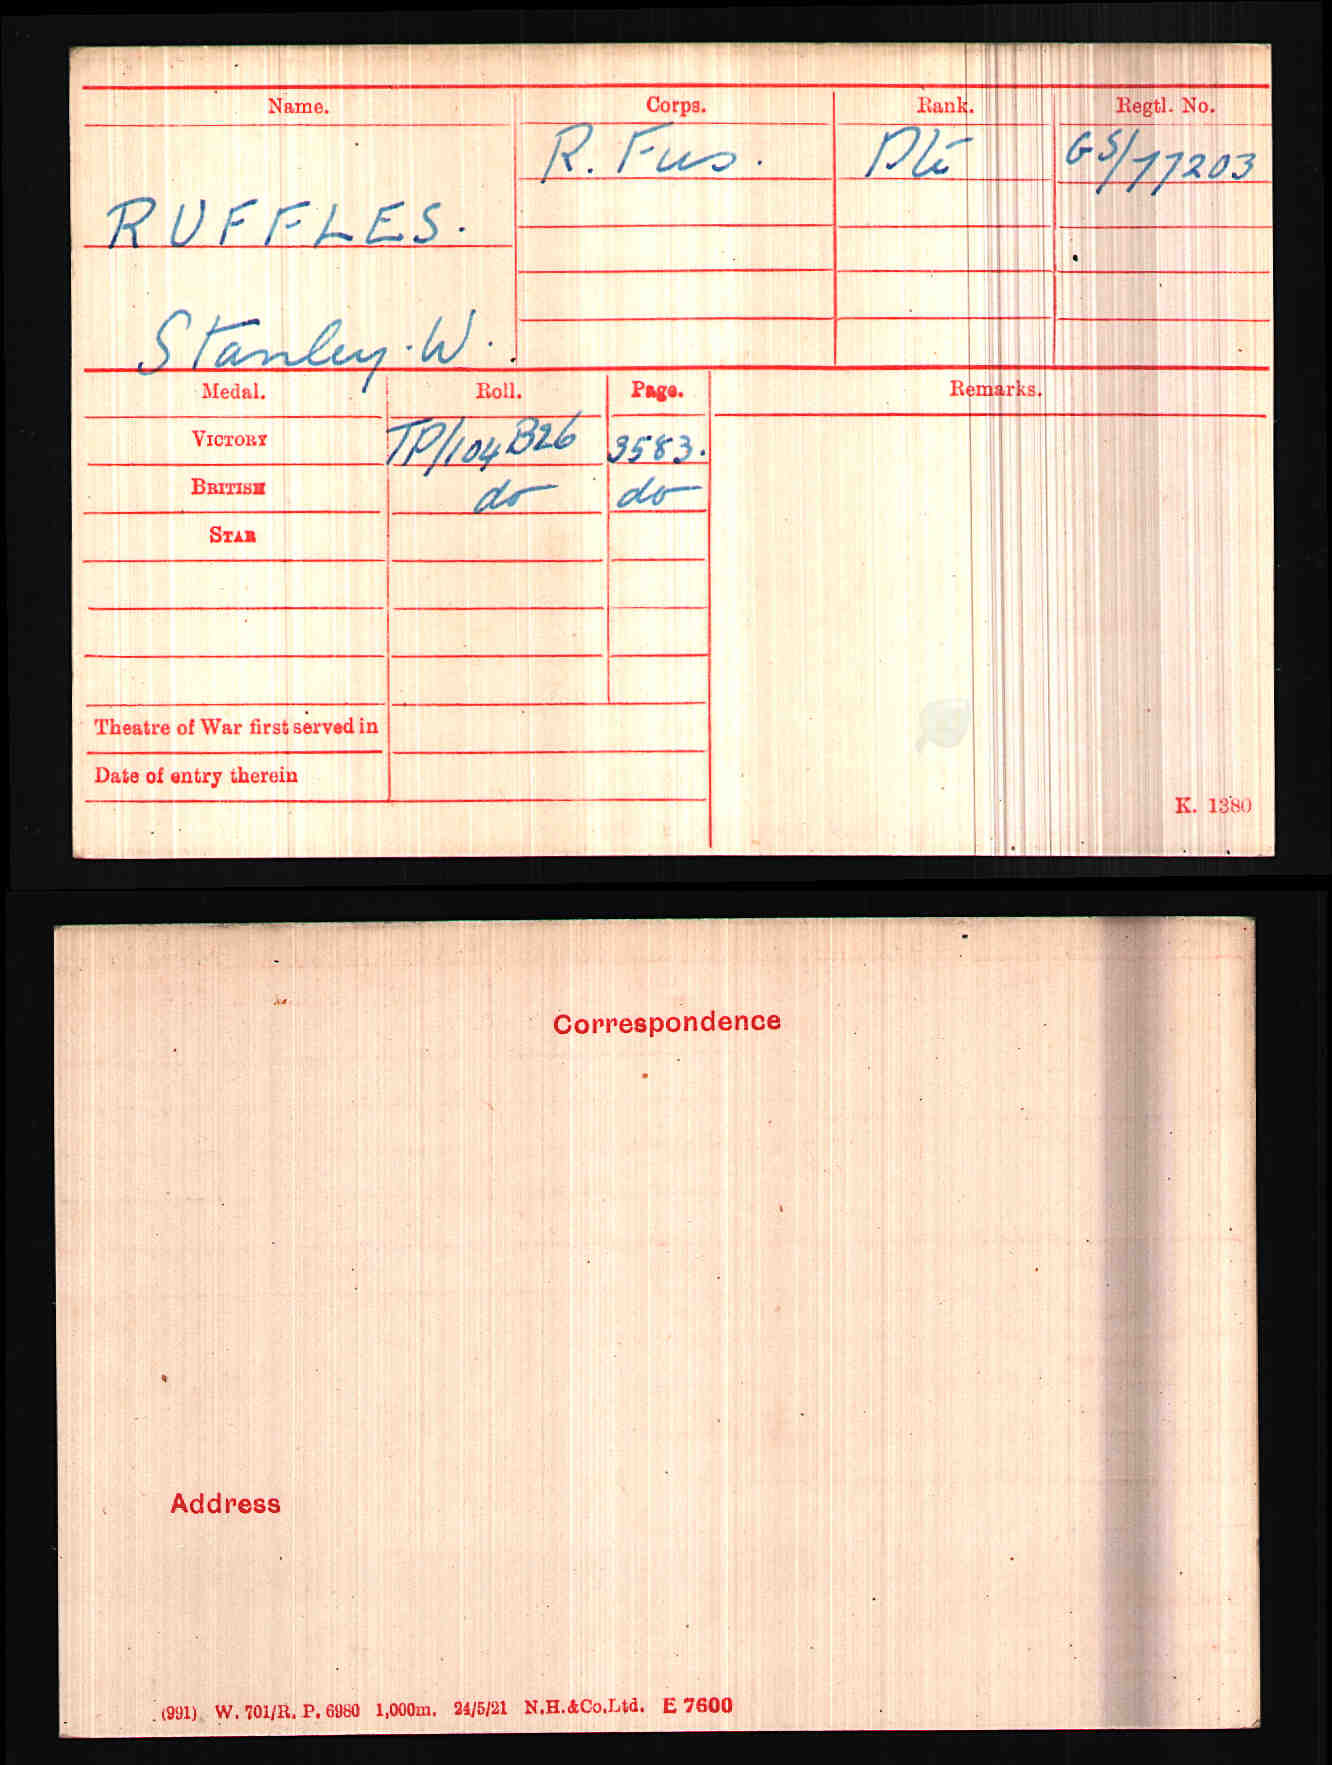 Name. Corps. Rank. Regtl. No.
R. Fus. Pte GS/77203
RUFFLES.
Stanley. W.
Medal. Roll. Page. Remarks.
VICTORY TP/104 B26 3583.
BRITISH do do
STAR
Theatre of War first served in
Date of entry therein
K. 1380
Correspondence
Address
(991) W. 701/R. P. 6980 1,000m. 24/5/21 N.H.&Co.Ltd. E 7600